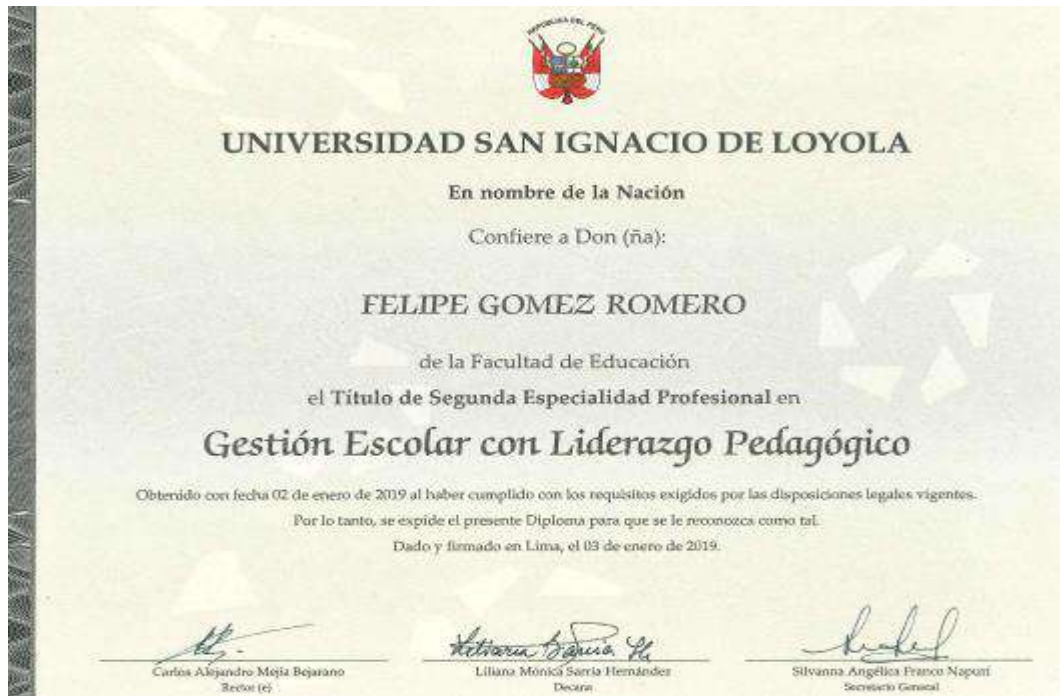 REPUBLICA DEL PERU
UNIVERSIDAD SAN IGNACIO DE LOYOLA
En nombre de la Nación
Confiere a Don (ña):
FELIPE GOMEZ ROMERO
de la Facultad de Educación
el Título de Segunda Especialidad Profesional en
Gestión Escolar con Liderazgo Pedagógico
Obtenido con fecha 02 de enero de 2019 al haber cumplido con los requisitos exigidos por las disposiciones legales vigentes.
Por lo tanto, se expide el presente Diploma para que se le reconozca como tal.
Dado y firmado en Lima, el 03 de enero de 2019.
Carlos Alejandro Mejía Bejarano
Rector (e)
Liliana Mónica Sarria Hernández
Decana
Silvanna Angélica Franco Napurí
Secretario General